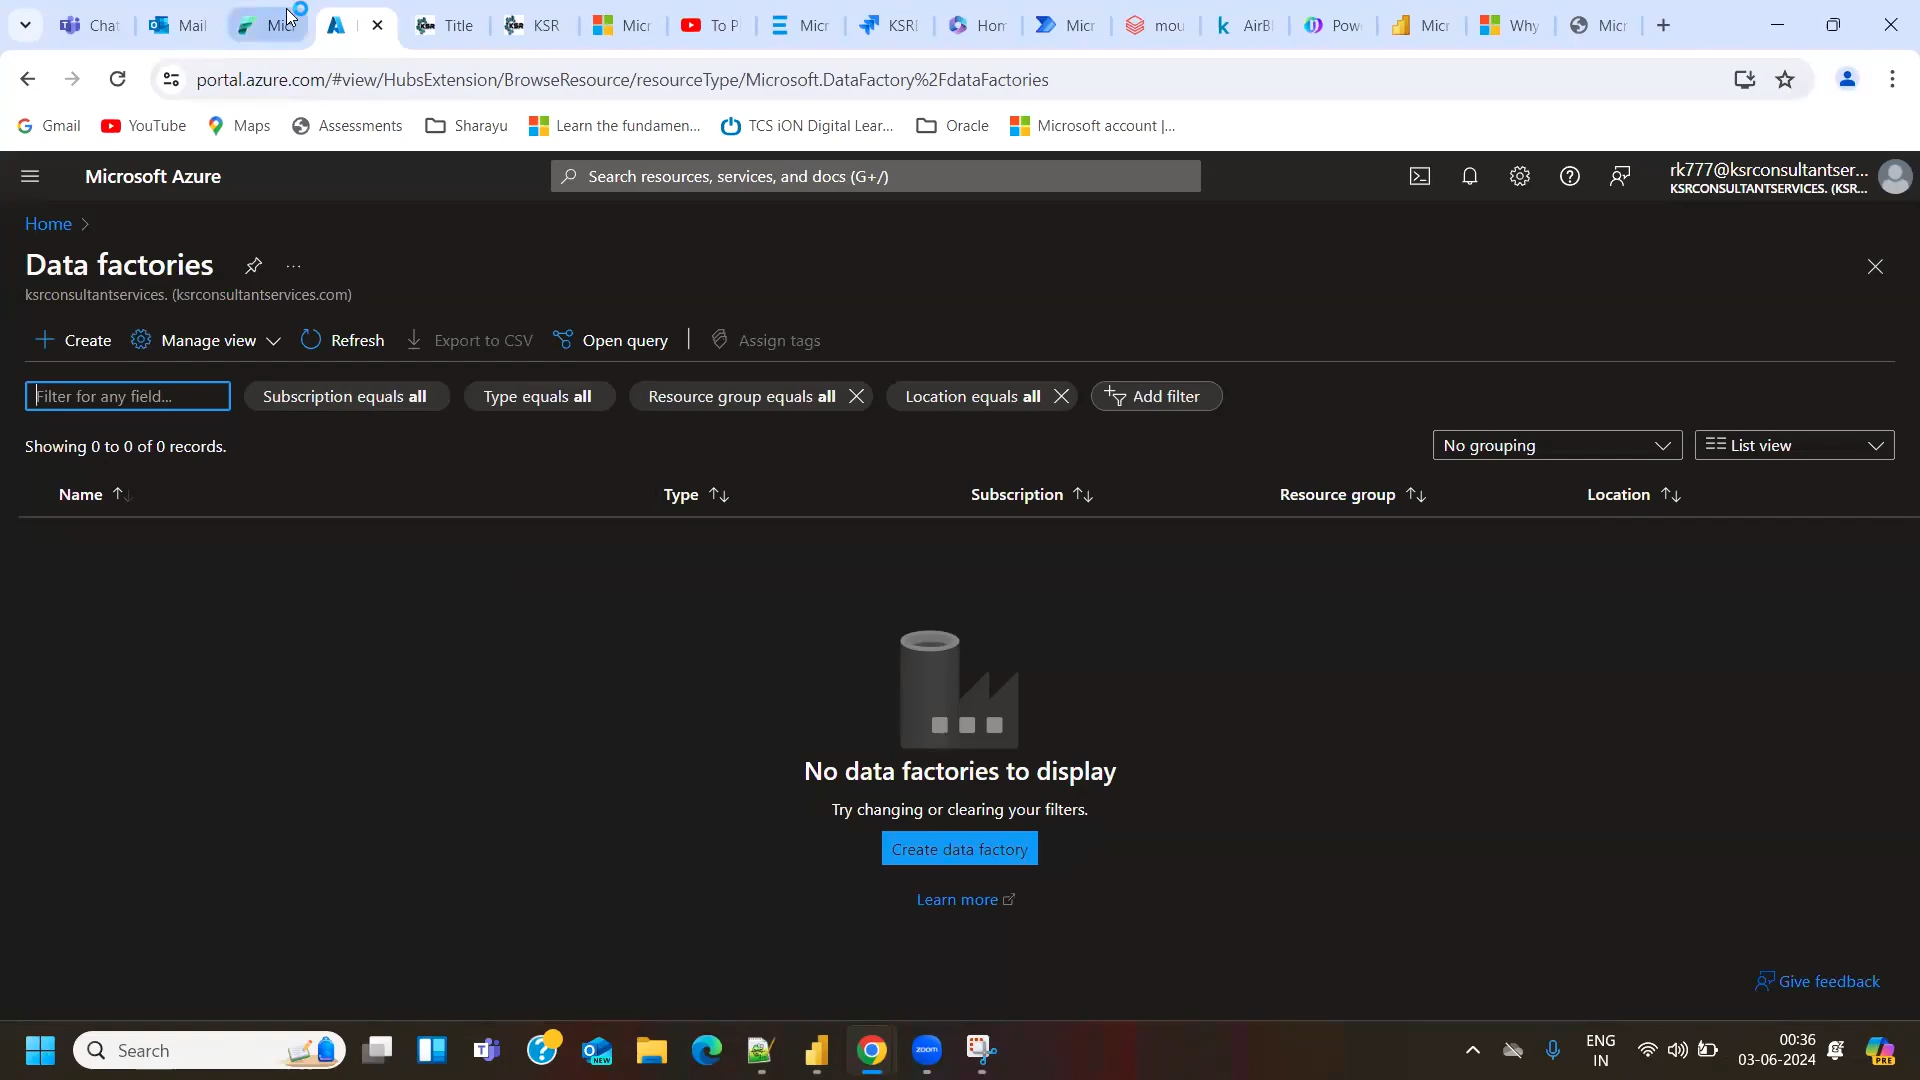 Chat
Mail
Micr
Title
KSR
Micr
To P
Micr
KSRE
Hom
Micr
mou
AirB
Pow
Micr
Why
Micr
portal.azure.com/#view/HubsExtension/BrowseResource/resourceType/Microsoft.DataFactory%2FdataFactories
Gmail
YouTube
Maps
Assessments
Sharayu
Learn the fundamen...
TCS iON Digital Lear...
Oracle
Microsoft account |...
Microsoft Azure
Search resources, services, and docs (G+/)
rk777@ksrconsultantser...
KSRCONSULTANTSERVICES. (KSR...
Home
Data factories
ksrconsultantservices. (ksrconsultantservices.com)
Create
Manage view
Refresh
Export to CSV
Open query
Assign tags
Filter for any field...
Subscription equals all
Type equals all
Resource group equals all
Location equals all
Add filter
Showing 0 to 0 of 0 records.
No grouping
List view
Name
Type
Subscription
Resource group
Location
No data factories to display
Try changing or clearing your filters.
Create data factory
Learn more
Give feedback
Search
NEW
zoom
ENG
IN
00:36
03-06-2024
PRE